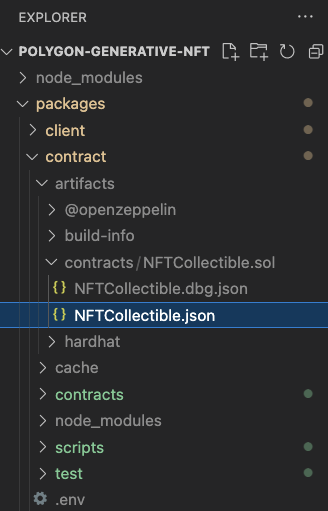 EXPLORER
POLYGON-GENERATIVE-NFT
node_modules
packages
client
contract
artifacts
@openzeppelin
build-info
contracts/NFTCollectible.sol
{} NFTCollectible.dbg.json
{} NFTCollectible.json
hardhat
cache
contracts
node_modules
scripts
test
.env